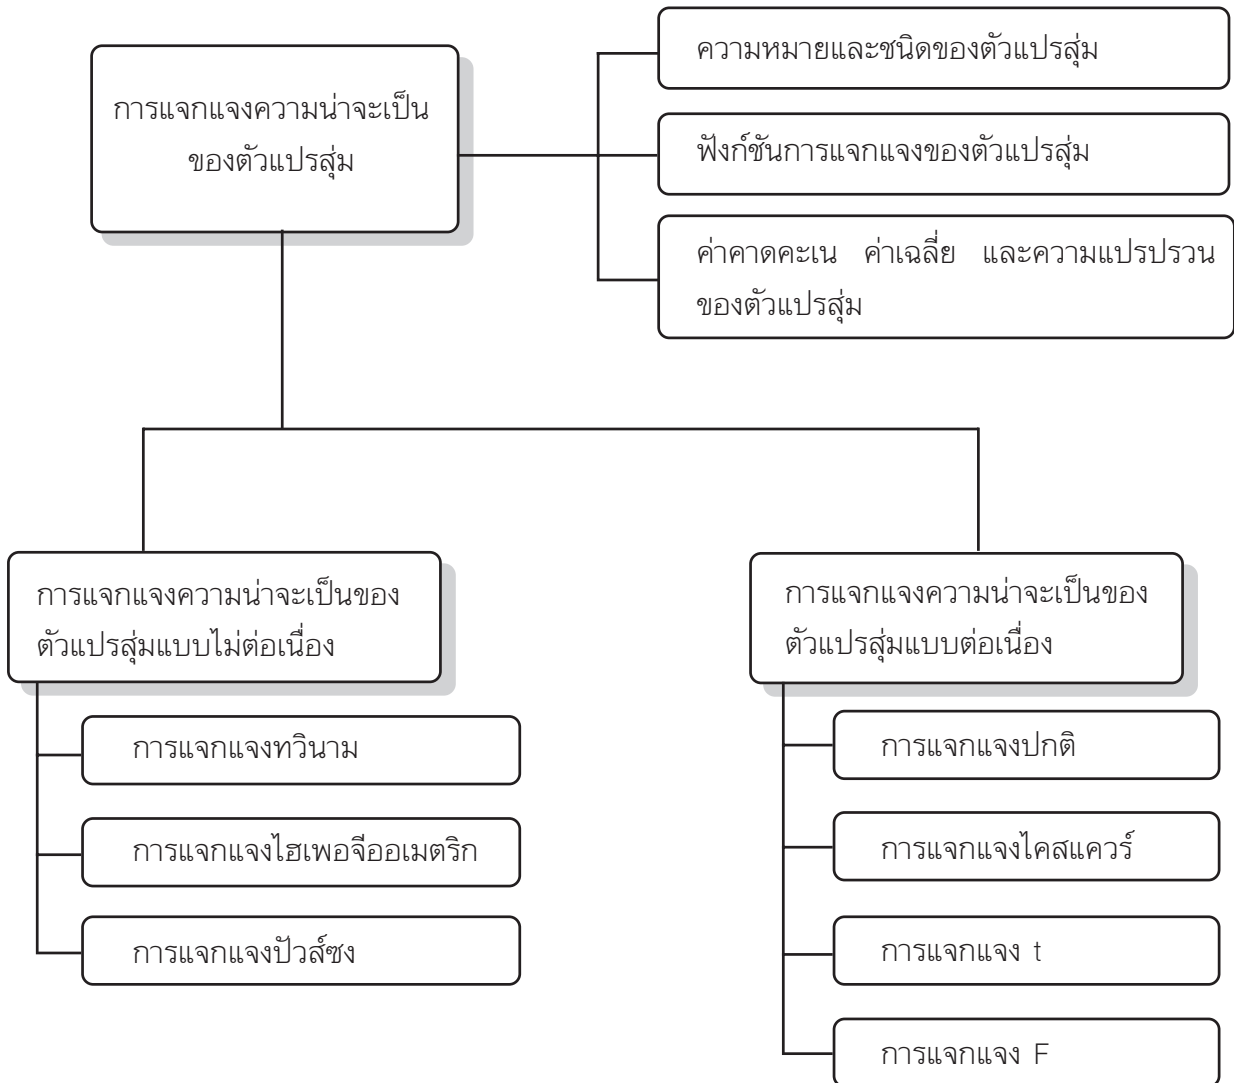 การแจกแจงความน่าจะเป็น
ของตัวแปรสุ่ม
ความหมายและชนิดของตัวแปรสุ่ม
ฟังก์ชันการแจกแจงของตัวแปรสุ่ม
ค่าคาดคะเน ค่าเฉลี่ย และความแปรปรวน
ของตัวแปรสุ่ม
การแจกแจงความน่าจะเป็นของ
ตัวแปรสุ่มแบบไม่ต่อเนื่อง
การแจกแจงทวินาม
การแจกแจงไฮเพอจีออเมตริก
การแจกแจงปัวส์ซง
การแจกแจงความน่าจะเป็นของ
ตัวแปรสุ่มแบบต่อเนื่อง
การแจกแจงปกติ
การแจกแจงไคสแควร์
การแจกแจง t
การแจกแจง F